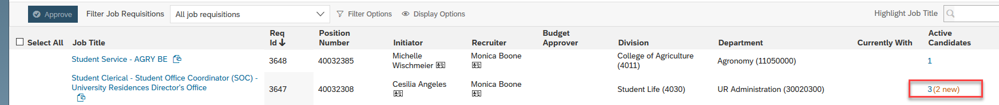 Approve Filter Job Requisitions All job requisitions Filter Options Display Options Highlight Job Title
Select All Job Title Req Id Position Number Initiator Recruiter Budget Approver Division Department Currently With Active Candidates
Student Service - AGRY BE 3648 40032385 Michelle Wischmeier Monica Boone College of Agriculture (4011) Agronomy (11050000) 1
Student Clerical - Student Office Coordinator (SOC) -
University Residences Director's Office 3647 40032308 Cesilia Angeles Monica Boone Student Life (4030) UR Administration (30020300) 3 (2 new)